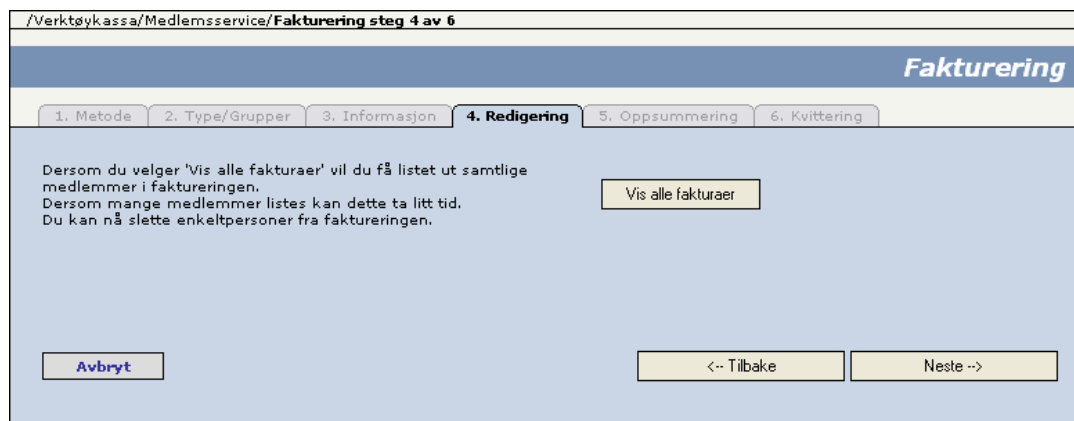 /Verktøykassa/Medlemsservice/Fakturering steg 4 av 6
Fakturering
1. Metode 2. Type/Grupper 3. Informasjon 4. Redigering 5. Oppsummering 6. Kvittering
Dersom du velger 'Vis alle fakturaer' vil du få listet ut samtlige
medlemmer i faktureringen.
Dersom mange medlemmer listes kan dette ta litt tid.
Du kan nå slette enkeltpersoner fra faktureringen.
Vis alle fakturaer
Avbryt <-- Tilbake Neste -->